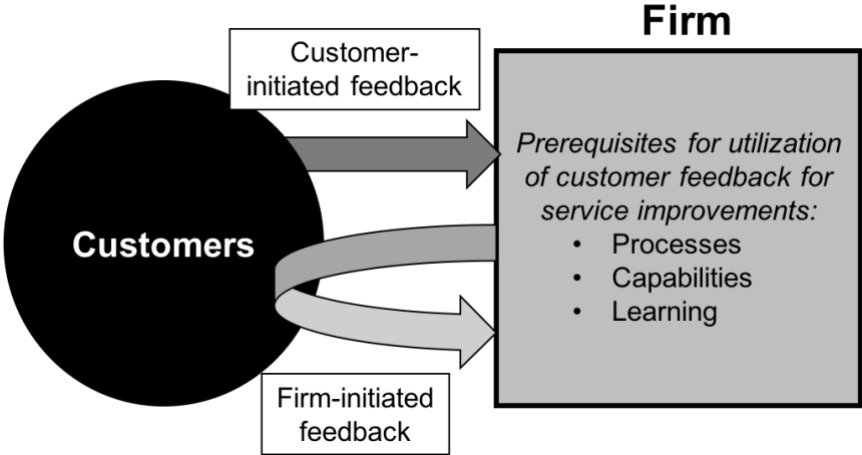 Firm
Customer-
initiated feedback
Prerequisites for utilization
of customer feedback for
service improvements:
• Processes
• Capabilities
• Learning
Customers
Firm-initiated
feedback